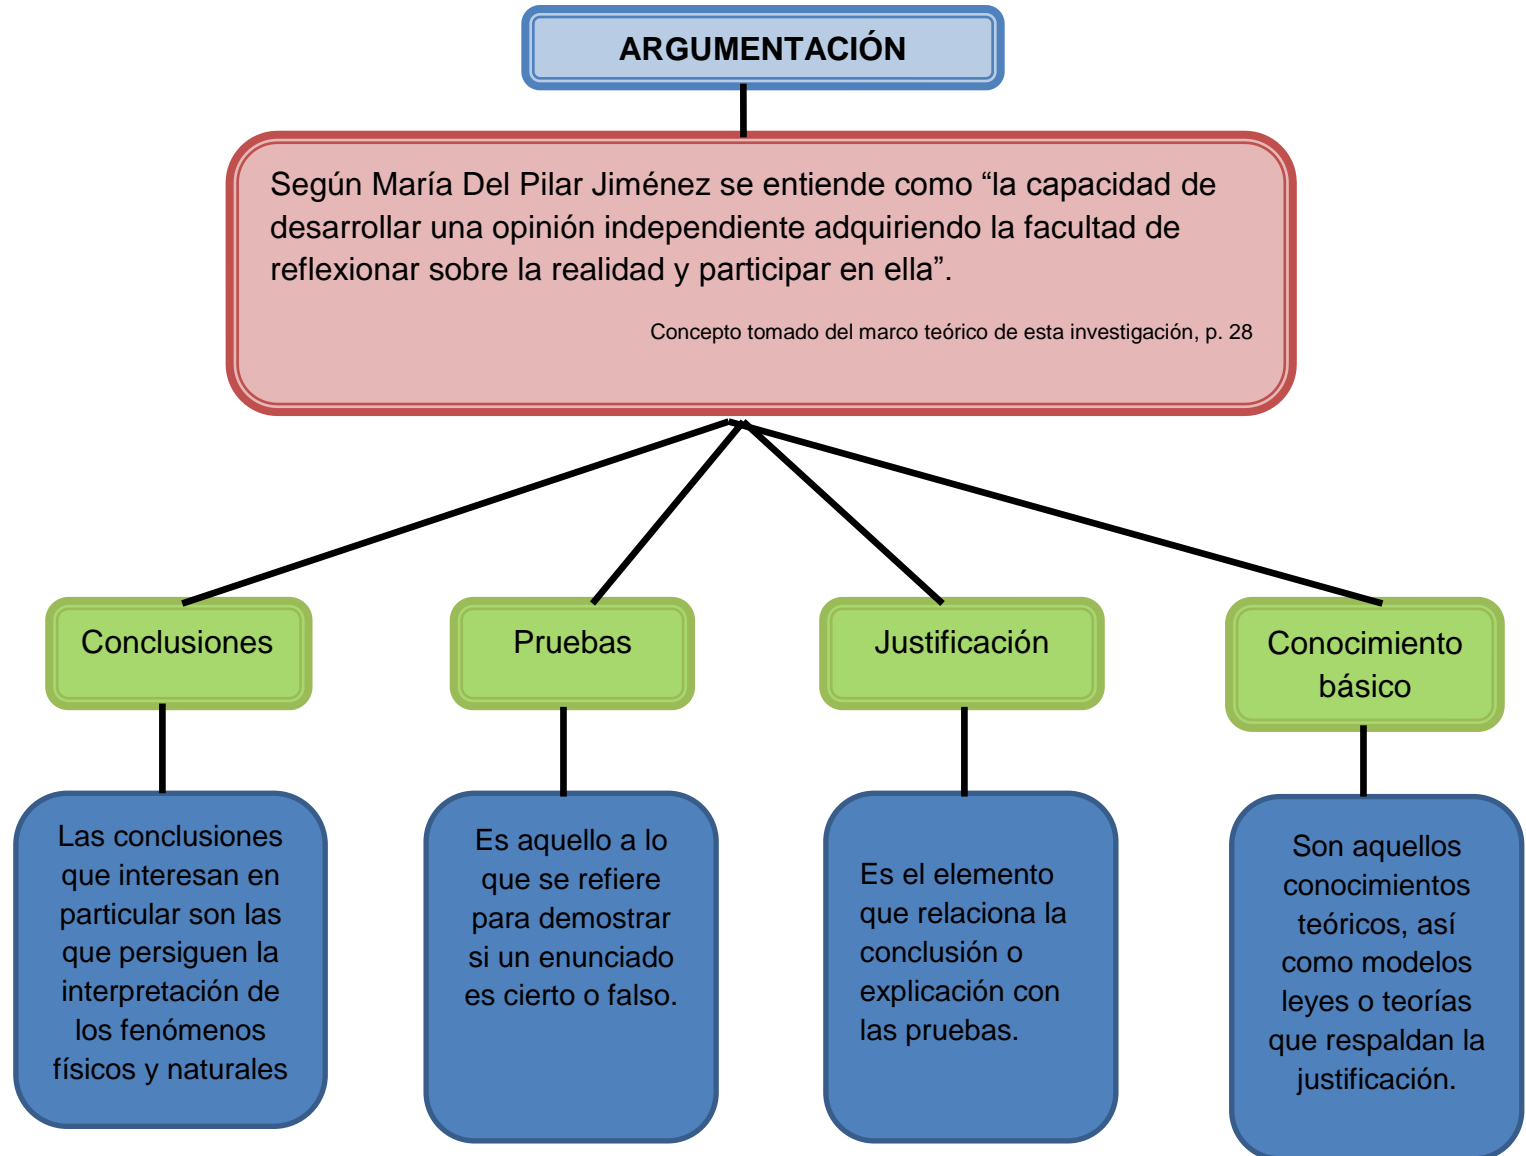 ARGUMENTACIÓN
Según María Del Pilar Jiménez se entiende como “la capacidad de
desarrollar una opinión independiente adquiriendo la facultad de
reflexionar sobre la realidad y participar en ella”.
Concepto tomado del marco teórico de esta investigación, p. 28
Conclusiones
Pruebas
Justificación
Conocimiento
básico
Las conclusiones
que interesan en
particular son las
que persiguen la
interpretación de
los fenómenos
físicos y naturales
Es aquello a lo
que se refiere
para demostrar
si un enunciado
es cierto o falso.
Es el elemento
que relaciona la
conclusión o
explicación con
las pruebas.
Son aquellos
conocimientos
teóricos, así
como modelos
leyes o teorías
que respaldan la
justificación.